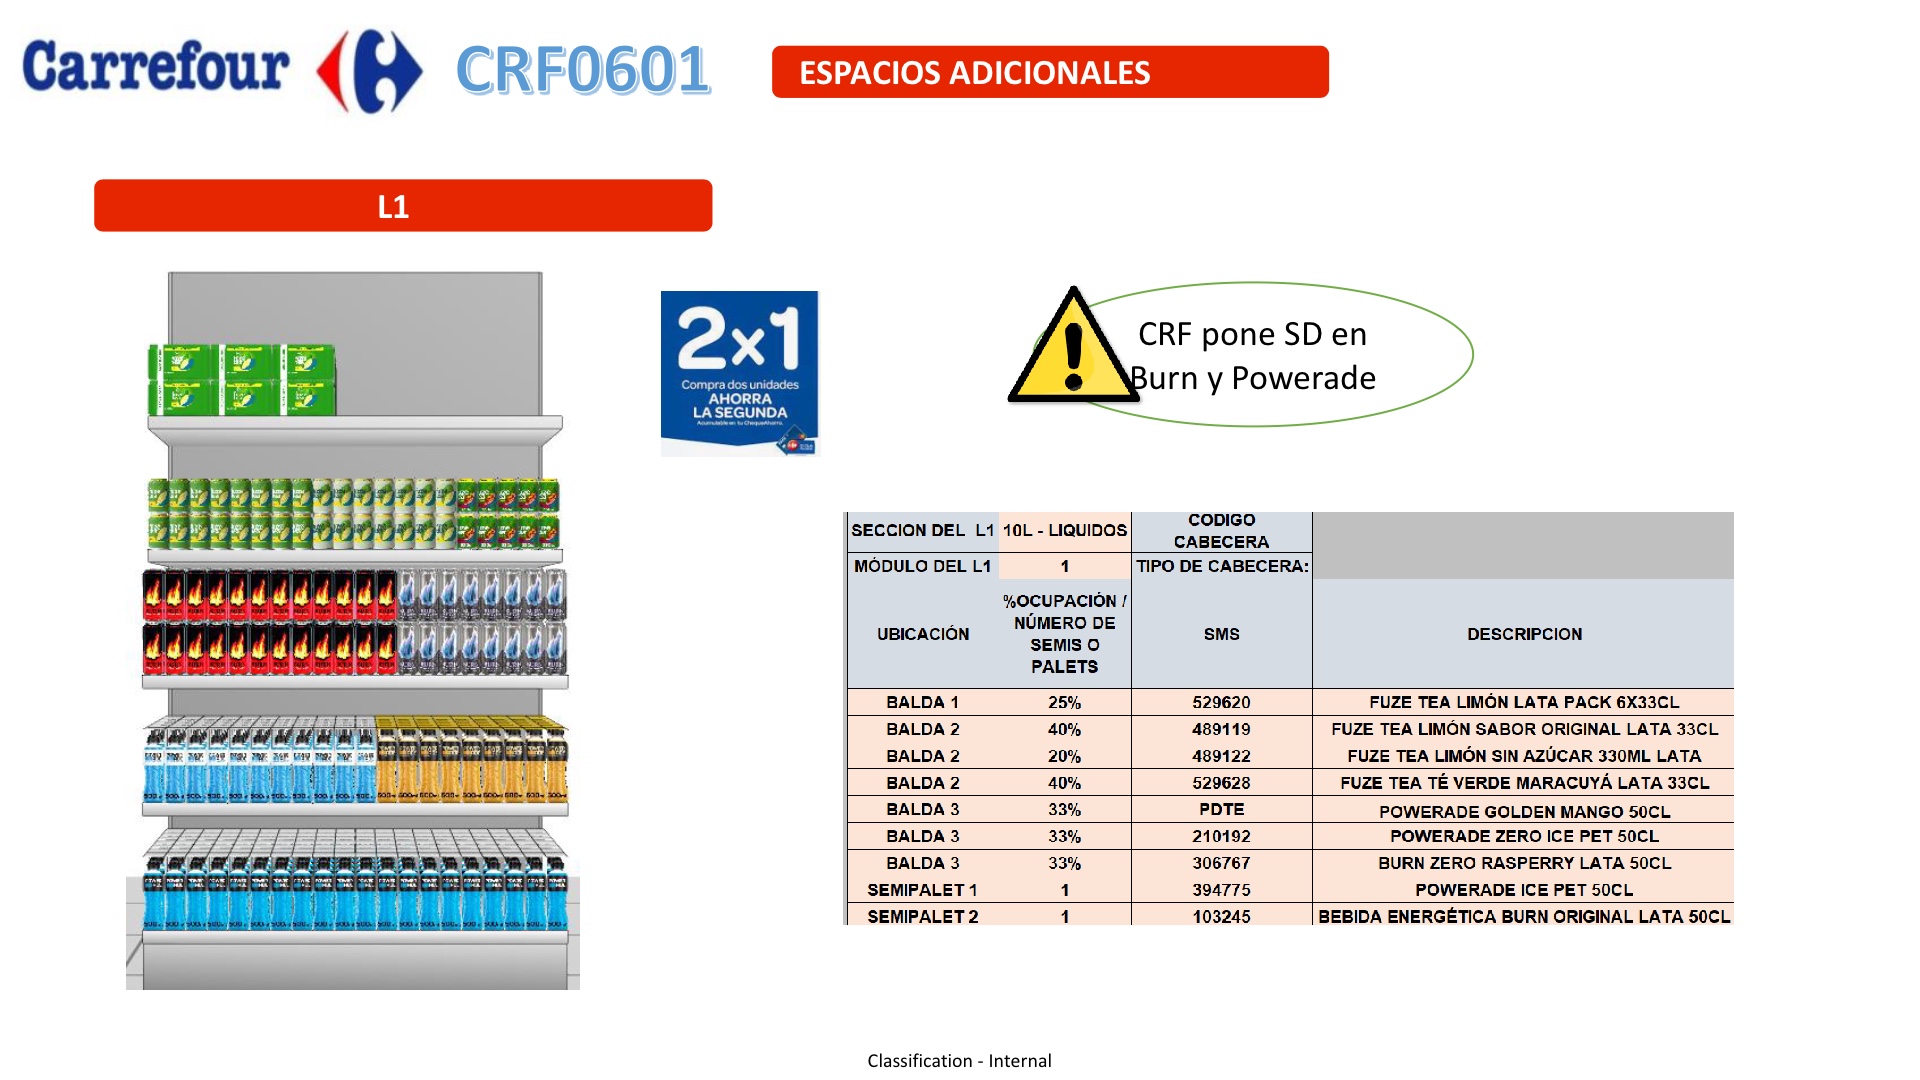 Carrefour
CRF0601
ESPACIOS ADICIONALES
L1
2x1
Compra dos unidades
AHORRA
LA SEGUNDA
Acumulable en tu ChequeAhorro.
CRF pone SD en
Burn y Powerade
SECCION DEL L1 10L - LIQUIDOS CODIGO CABECERA
MÓDULO DEL L1 1 TIPO DE CABECERA:
UBICACIÓN %OCUPACIÓN / NÚMERO DE SEMIS O PALETS SMS DESCRIPCION
BALDA 1 25% 529620 FUZE TEA LIMÓN LATA PACK 6X33CL
BALDA 2 40% 489119 FUZE TEA LIMÓN SABOR ORIGINAL LATA 33CL
BALDA 2 20% 489122 FUZE TEA LIMÓN SIN AZÚCAR 330ML LATA
BALDA 2 40% 529628 FUZE TEA TÉ VERDE MARACUYÁ LATA 33CL
BALDA 3 33% PDTE POWERADE GOLDEN MANGO 50CL
BALDA 3 33% 210192 POWERADE ZERO ICE PET 50CL
BALDA 3 33% 306767 BURN ZERO RASPERRY LATA 50CL
SEMIPALET 1 1 394775 POWERADE ICE PET 50CL
SEMIPALET 2 1 103245 BEBIDA ENERGÉTICA BURN ORIGINAL LATA 50CL
Classification - Internal